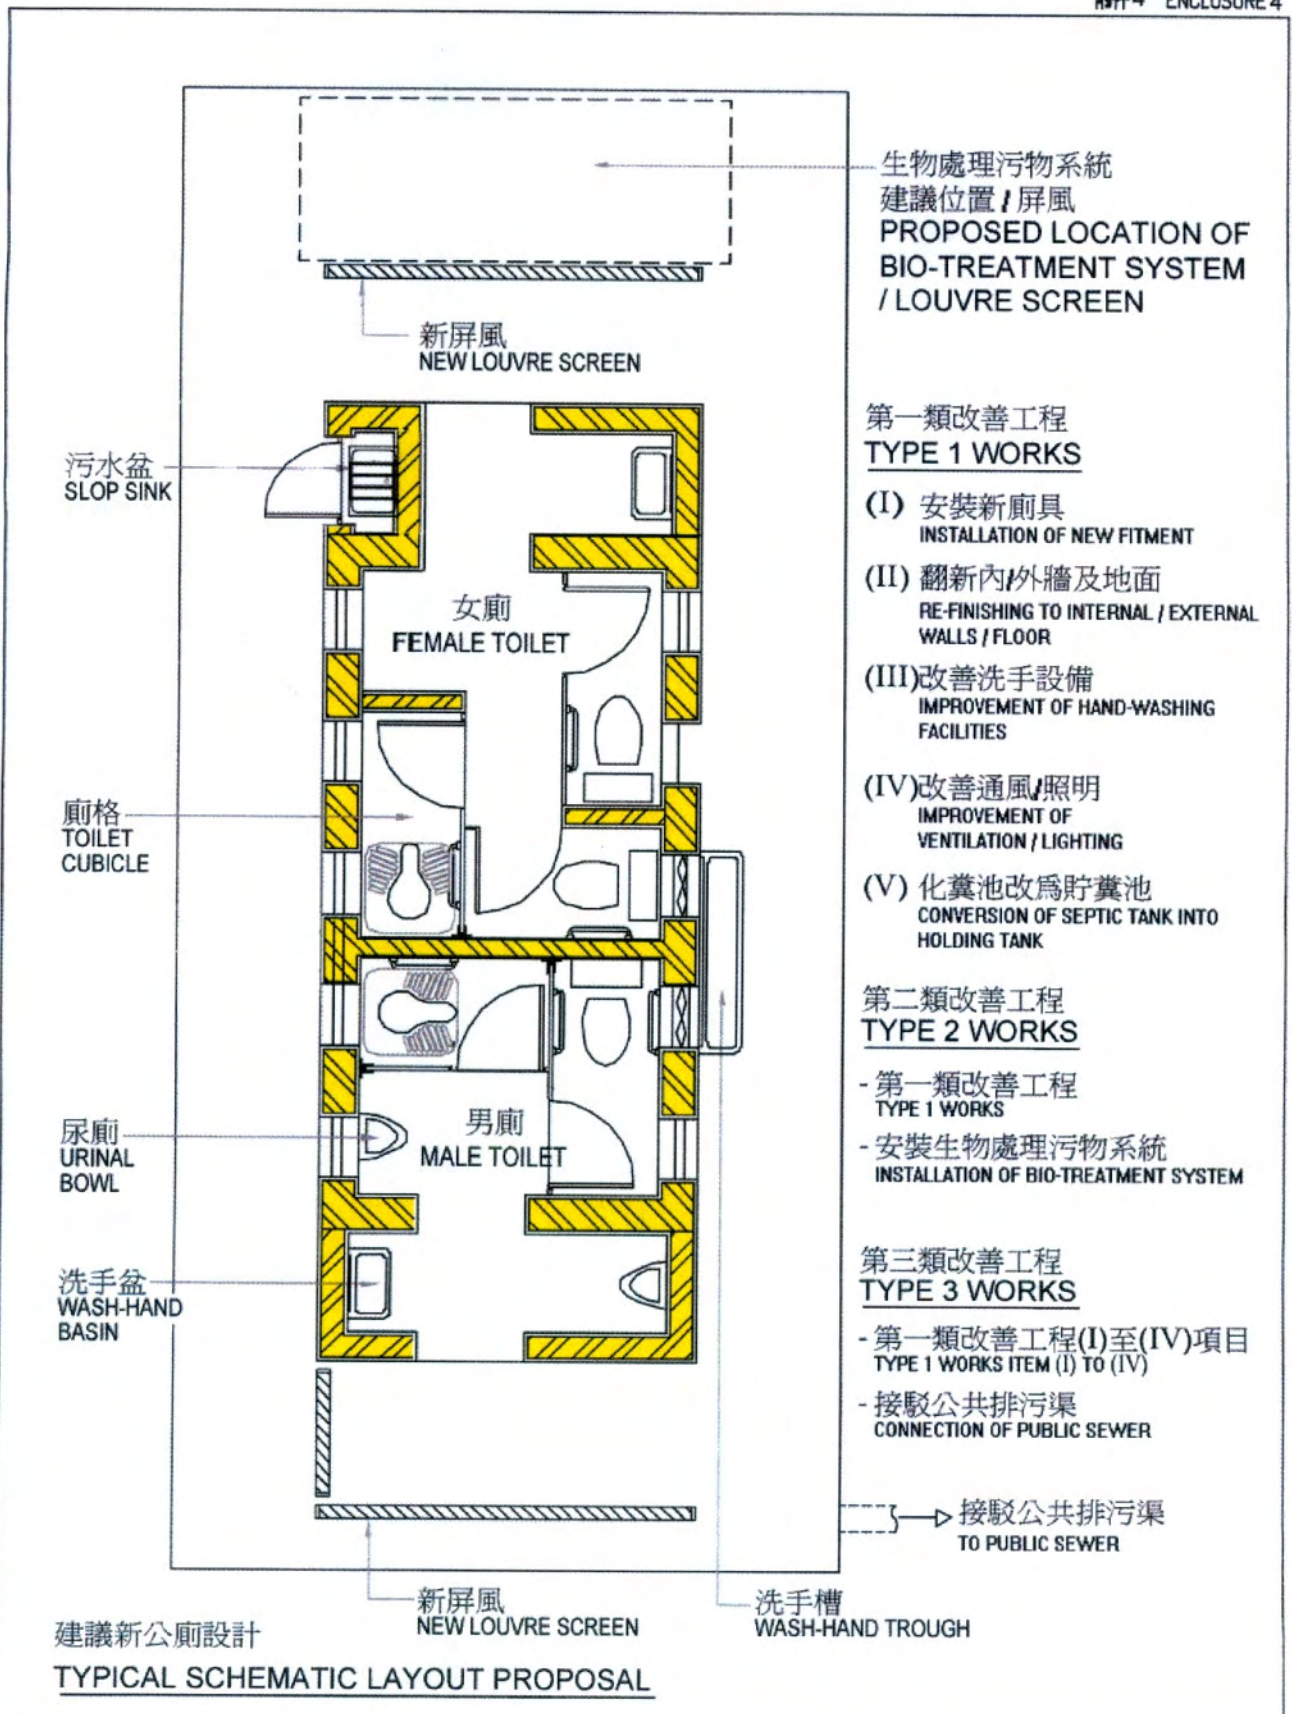 附件4 ENCLOSURE 4
生物處理污物系統
建議位置/屏風
PROPOSED LOCATION OF
BIO-TREATMENT SYSTEM
/ LOUVRE SCREEN
新屏風
NEW LOUVRE SCREEN
污水盆
SLOP SINK
女廁
FEMALE TOILET
廁格
TOILET
CUBICLE
男廁
MALE TOILET
尿廁
URINAL
BOWL
洗手盆
WASH-HAND
BASIN
第一類改善工程
TYPE 1 WORKS
(I) 安裝新廁具
INSTALLATION OF NEW FITMENT
(II) 翻新內/外牆及地面
RE-FINISHING TO INTERNAL / EXTERNAL
WALLS / FLOOR
(III)改善洗手設備
IMPROVEMENT OF HAND-WASHING
FACILITIES
(IV)改善通風/照明
IMPROVEMENT OF
VENTILATION / LIGHTING
(V) 化糞池改爲貯糞池
CONVERSION OF SEPTIC TANK INTO
HOLDING TANK
第二類改善工程
TYPE 2 WORKS
- 第一類改善工程
TYPE 1 WORKS
- 安裝生物處理污物系統
INSTALLATION OF BIO-TREATMENT SYSTEM
第三類改善工程
TYPE 3 WORKS
- 第一類改善工程(I)至(IV)項目
TYPE 1 WORKS ITEM (I) TO (IV)
- 接駁公共排污渠
CONNECTION OF PUBLIC SEWER
接駁公共排污渠
TO PUBLIC SEWER
新屏風
NEW LOUVRE SCREEN
洗手槽
WASH-HAND TROUGH
建議新公廁設計
TYPICAL SCHEMATIC LAYOUT PROPOSAL